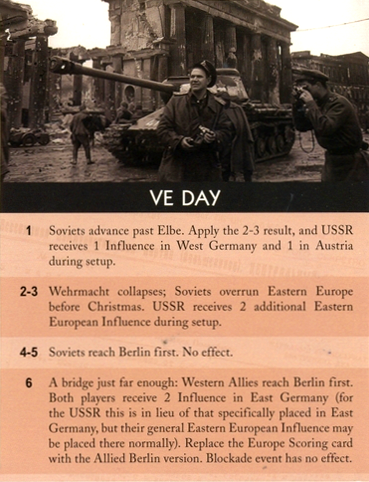 VE DAY
1 Soviets advance past Elbe. Apply the 2-3 result, and USSR
receives 1 Influence in West Germany and 1 in Austria
during setup.
2-3 Wehrmacht collapses; Soviets overrun Eastern Europe
before Christmas. USSR receives 2 additional Eastern
European Influence during setup.
4-5 Soviets reach Berlin first. No effect.
6 A bridge just far enough: Western Allies reach Berlin first.
Both players receive 2 Influence in East Germany (for
the USSR this is in lieu of that specifically placed in East
Germany, but their general Eastern European Influence may
be placed there normally). Replace the Europe Scoring card
with the Allied Berlin version. Blockade event has no effect.